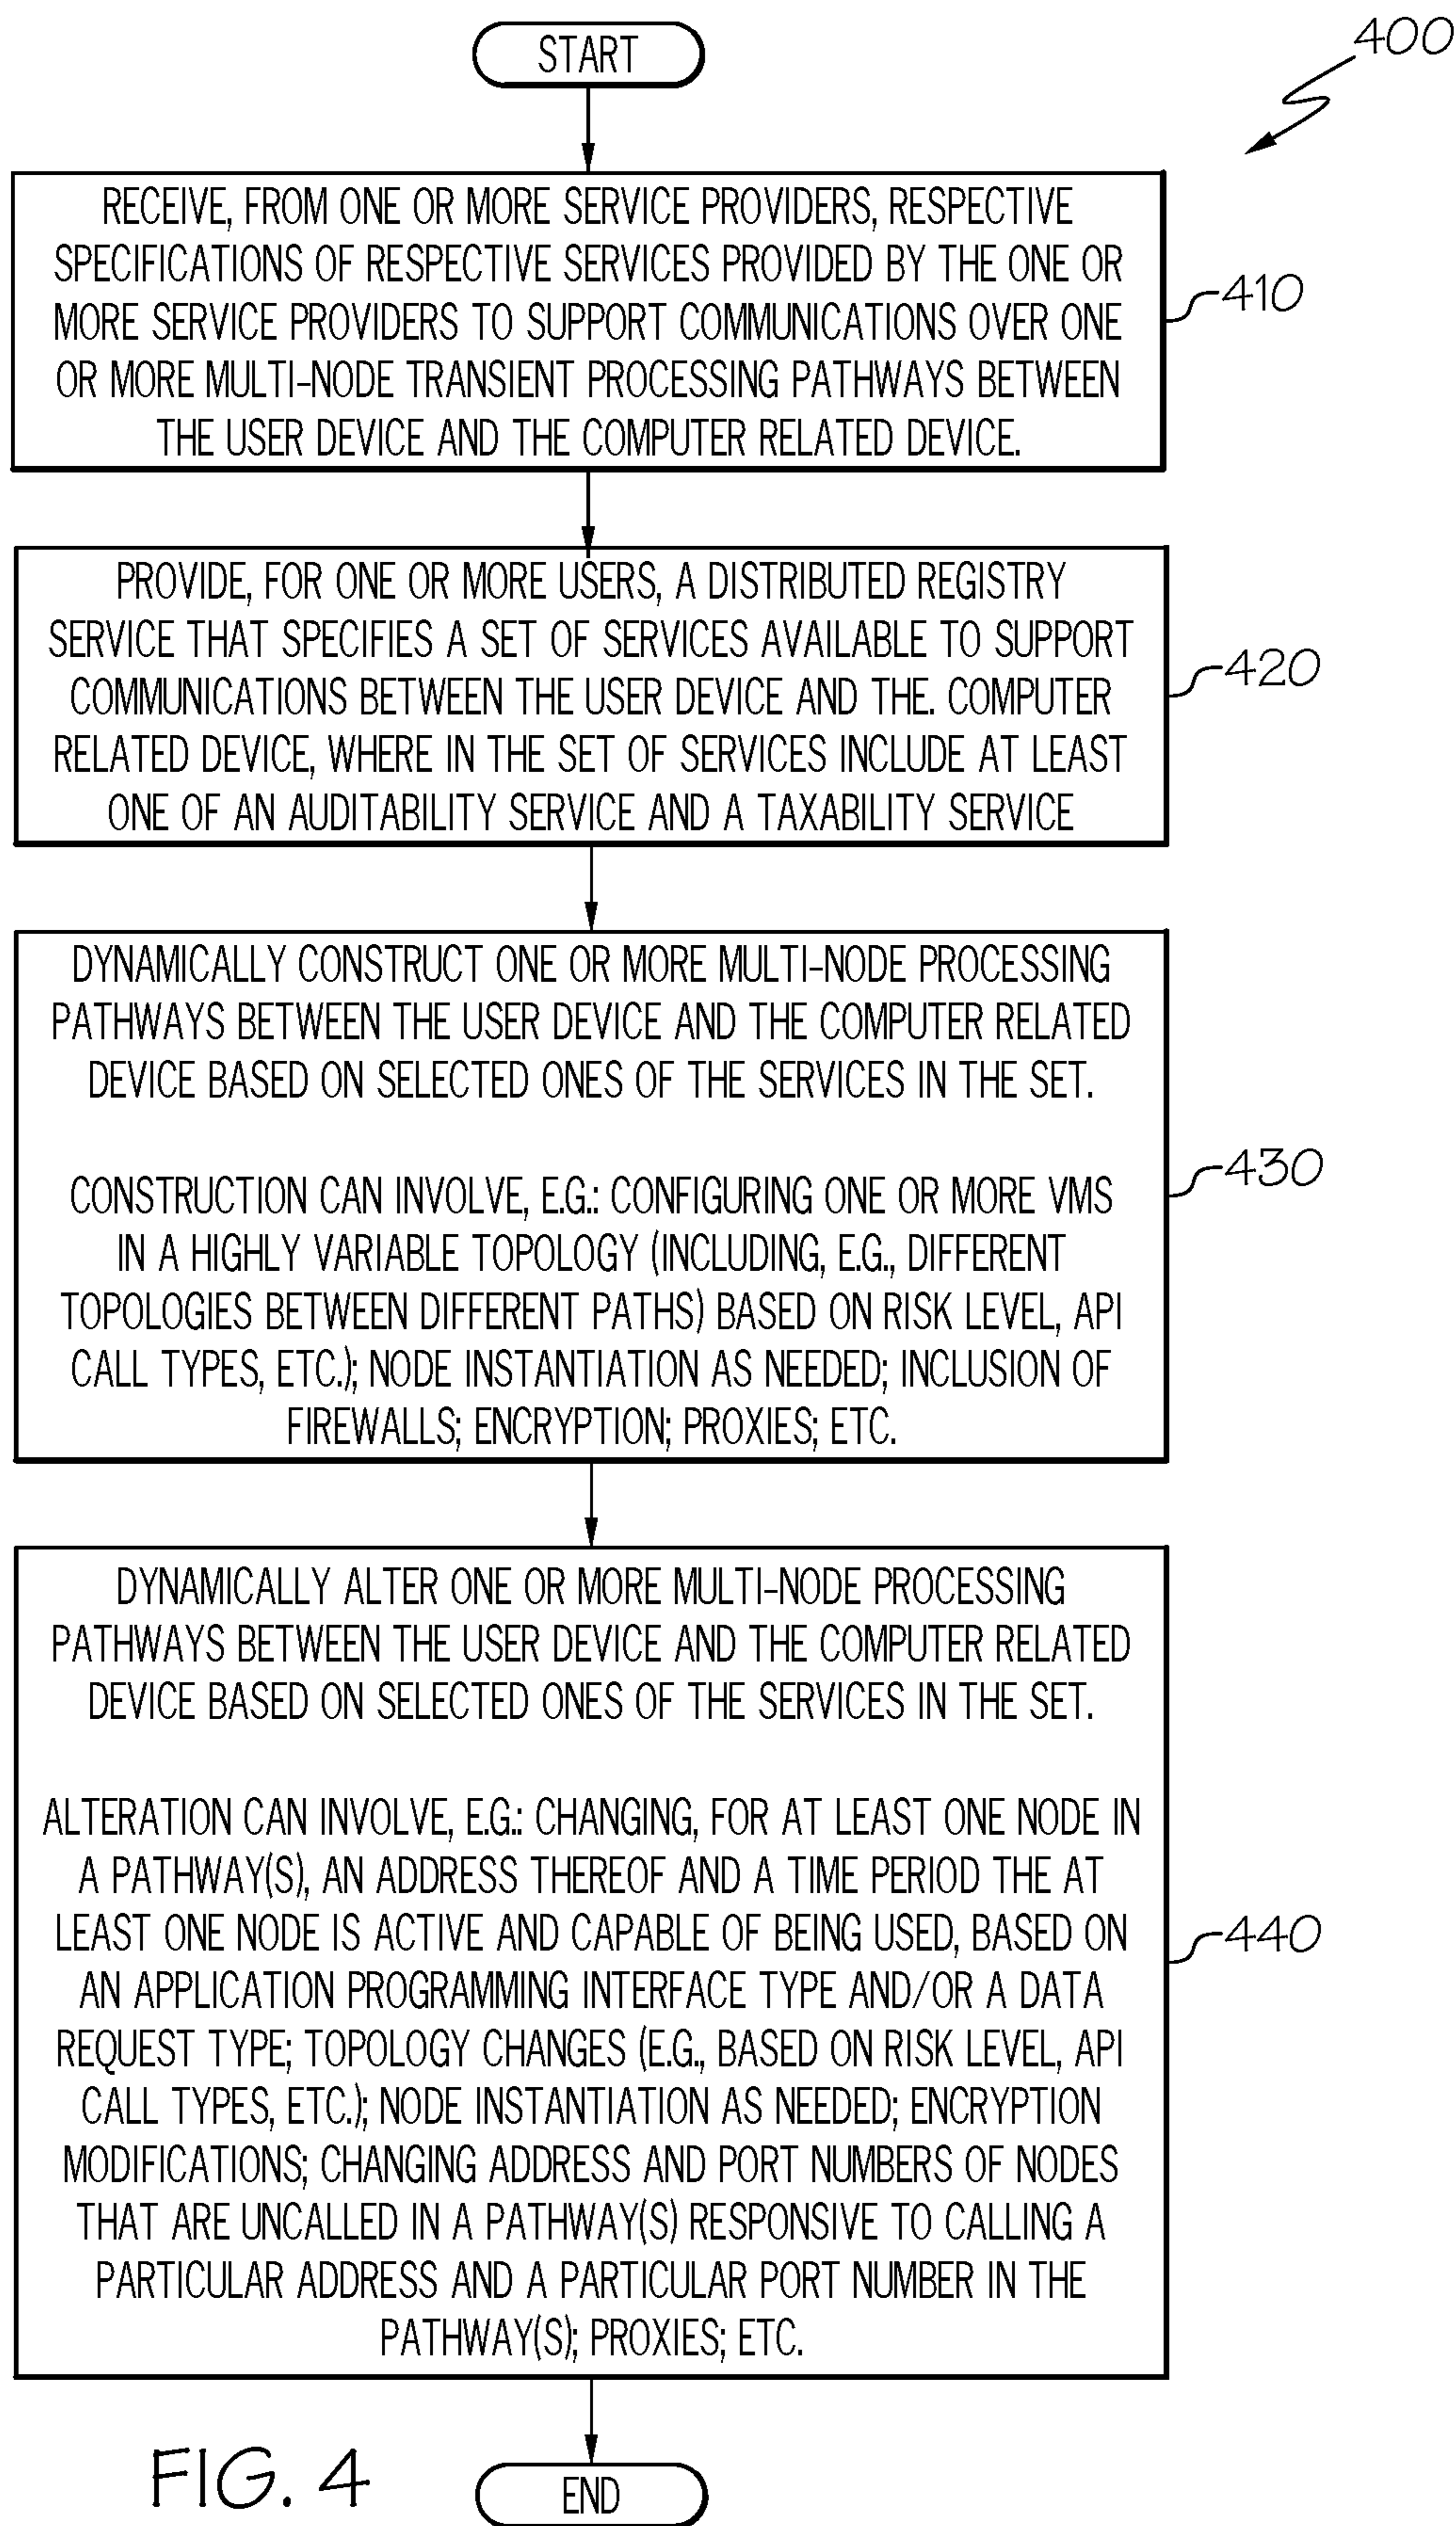 START
400
RECEIVE, FROM ONE OR MORE SERVICE PROVIDERS, RESPECTIVE
SPECIFICATIONS OF RESPECTIVE SERVICES PROVIDED BY THE ONE OR
MORE SERVICE PROVIDERS TO SUPPORT COMMUNICATIONS OVER ONE
OR MORE MULTI-NODE TRANSIENT PROCESSING PATHWAYS BETWEEN
THE USER DEVICE AND THE COMPUTER RELATED DEVICE.
410
PROVIDE, FOR ONE OR MORE USERS, A DISTRIBUTED REGISTRY
SERVICE THAT SPECIFIES A SET OF SERVICES AVAILABLE TO SUPPORT
COMMUNICATIONS BETWEEN THE USER DEVICE AND THE. COMPUTER
RELATED DEVICE, WHERE IN THE SET OF SERVICES INCLUDE AT LEAST
ONE OF AN AUDITABILITY SERVICE AND A TAXABILITY SERVICE
420
DYNAMICALLY CONSTRUCT ONE OR MORE MULTI-NODE PROCESSING
PATHWAYS BETWEEN THE USER DEVICE AND THE COMPUTER RELATED
DEVICE BASED ON SELECTED ONES OF THE SERVICES IN THE SET.
CONSTRUCTION CAN INVOLVE, E.G.: CONFIGURING ONE OR MORE VMS
IN A HIGHLY VARIABLE TOPOLOGY (INCLUDING, E.G., DIFFERENT
TOPOLOGIES BETWEEN DIFFERENT PATHS) BASED ON RISK LEVEL, API
CALL TYPES, ETC.); NODE INSTANTIATION AS NEEDED; INCLUSION OF
FIREWALLS; ENCRYPTION; PROXIES; ETC.
430
DYNAMICALLY ALTER ONE OR MORE MULTI-NODE PROCESSING
PATHWAYS BETWEEN THE USER DEVICE AND THE COMPUTER RELATED
DEVICE BASED ON SELECTED ONES OF THE SERVICES IN THE SET.
ALTERATION CAN INVOLVE, E.G.: CHANGING, FOR AT LEAST ONE NODE IN
A PATHWAY(S), AN ADDRESS THEREOF AND A TIME PERIOD THE AT
LEAST ONE NODE IS ACTIVE AND CAPABLE OF BEING USED, BASED ON
AN APPLICATION PROGRAMMING INTERFACE TYPE AND/OR A DATA
REQUEST TYPE; TOPOLOGY CHANGES (E.G., BASED ON RISK LEVEL, API
CALL TYPES, ETC.); NODE INSTANTIATION AS NEEDED; ENCRYPTION
MODIFICATIONS; CHANGING ADDRESS AND PORT NUMBERS OF NODES
THAT ARE UNCALLED IN A PATHWAY(S) RESPONSIVE TO CALLING A
PARTICULAR ADDRESS AND A PARTICULAR PORT NUMBER IN THE
PATHWAY(S); PROXIES; ETC.
440
END
FIG. 4